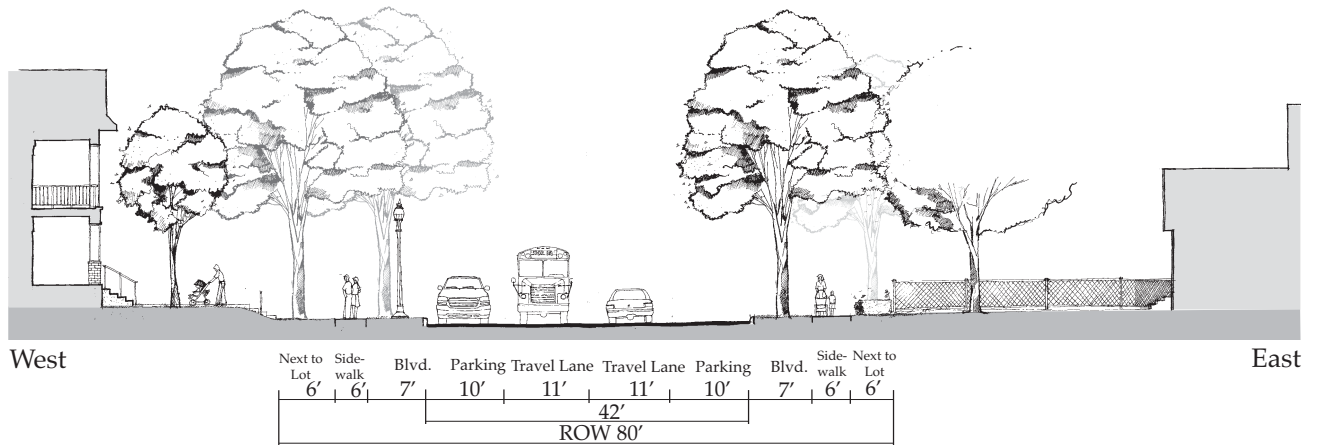 West
East
Next to Lot
6’
Side-walk
6’
Blvd.
7’
Parking
10’
Travel Lane
11’
Travel Lane
11’
Parking
10’
Blvd.
7’
Side-walk
6’
Next to Lot
6’
42’
ROW 80’